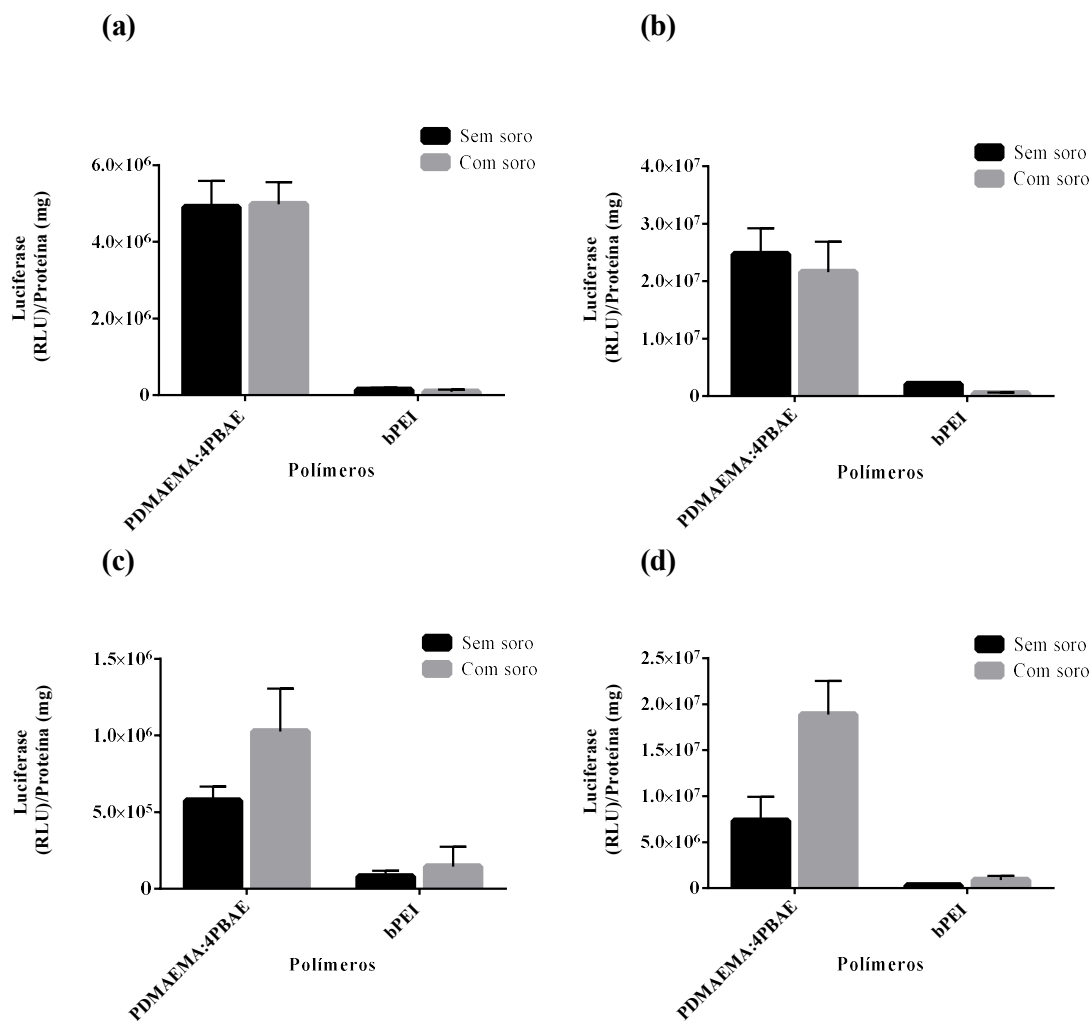 (a)
Sem soro
Com soro
6.0×10⁶
4.0×10⁶
2.0×10⁶
0
Luciferase
(RLU)/Proteína (mg)
PDMAEMA:4PBAE
bPEI
Polímeros
(b)
Sem soro
Com soro
4.0×10⁷
3.0×10⁷
2.0×10⁷
1.0×10⁷
0
Luciferase
(RLU)/Proteína (mg)
PDMAEMA:4PBAE
bPEI
Polímeros
(c)
Sem soro
Com soro
1.5×10⁶
1.0×10⁶
5.0×10⁵
0
Luciferase
(RLU)/Proteína (mg)
PDMAEMA:4PBAE
bPEI
Polímeros
(d)
Sem soro
Com soro
2.5×10⁷
2.0×10⁷
1.5×10⁷
1.0×10⁷
5.0×10⁶
0
Luciferase
(RLU)/Proteína (mg)
PDMAEMA:4PBAE
bPEI
Polímeros